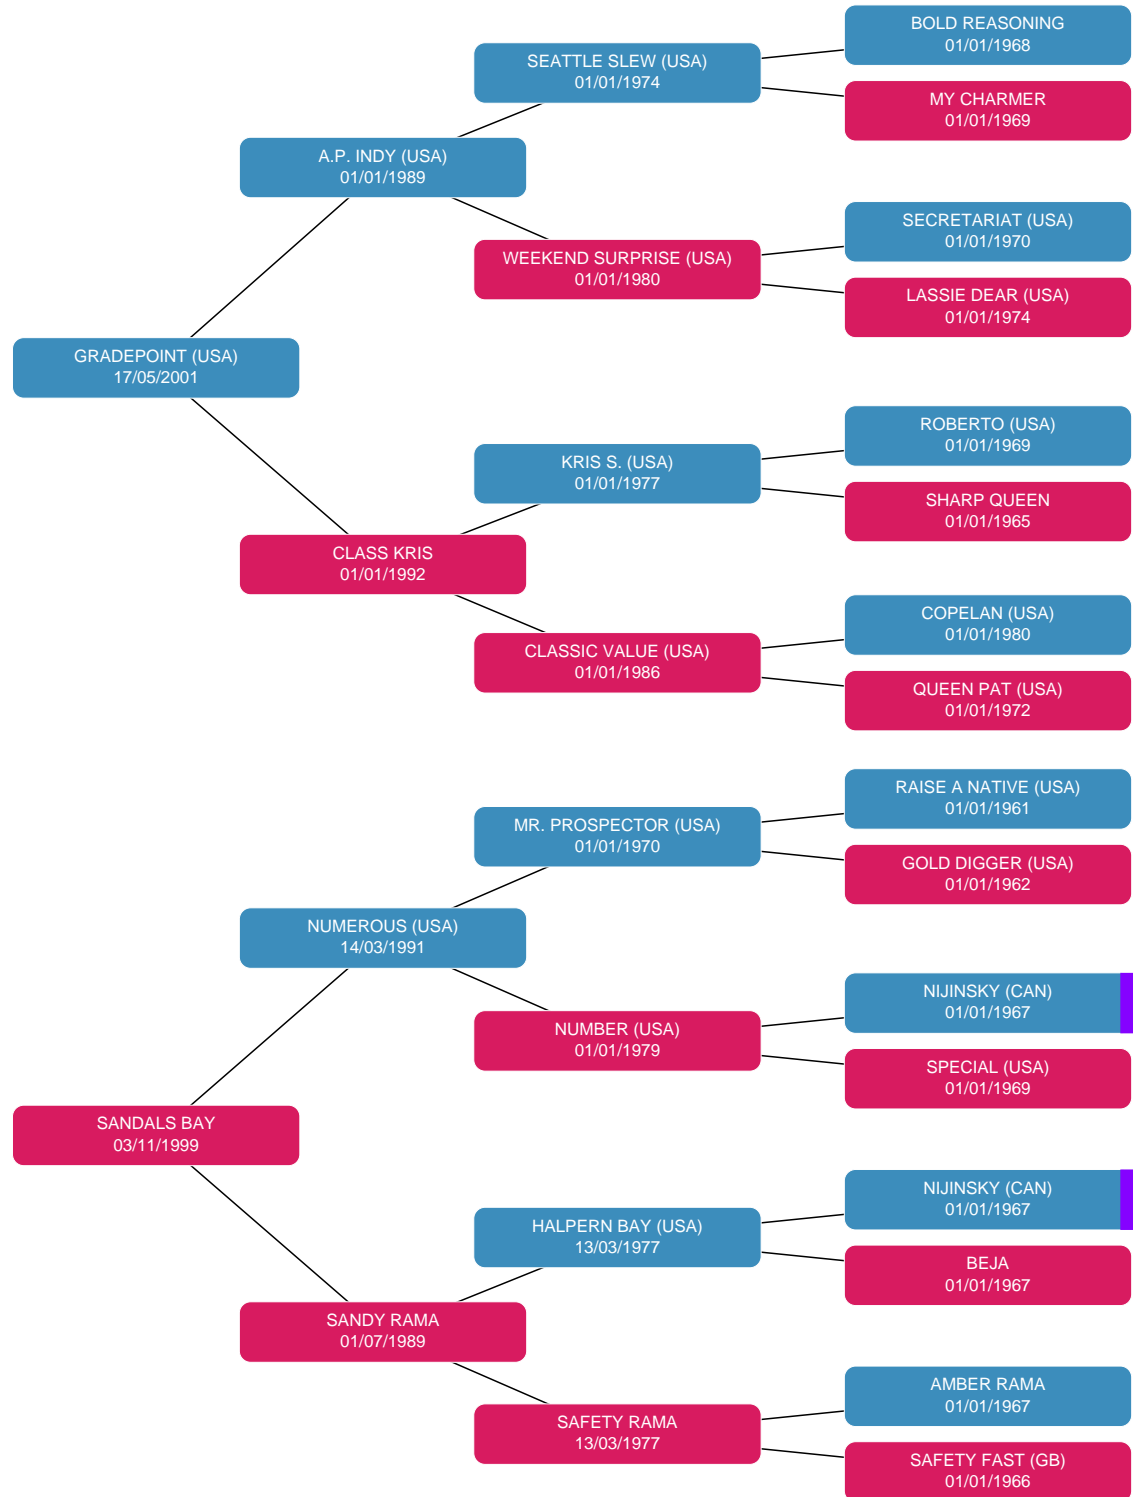 BOLD REASONING
01/01/1968
SEATTLE SLEW (USA)
01/01/1974
MY CHARMER
01/01/1969
A.P. INDY (USA)
01/01/1989
SECRETARIAT (USA)
01/01/1970
WEEKEND SURPRISE (USA)
01/01/1980
LASSIE DEAR (USA)
01/01/1974
GRADEPOINT (USA)
17/05/2001
ROBERTO (USA)
01/01/1969
KRIS S. (USA)
01/01/1977
SHARP QUEEN
01/01/1965
CLASS KRIS
01/01/1992
COPELAN (USA)
01/01/1980
CLASSIC VALUE (USA)
01/01/1986
QUEEN PAT (USA)
01/01/1972
RAISE A NATIVE (USA)
01/01/1961
MR. PROSPECTOR (USA)
01/01/1970
GOLD DIGGER (USA)
01/01/1962
NUMEROUS (USA)
14/03/1991
NIJINSKY (CAN)
01/01/1967
NUMBER (USA)
01/01/1979
SPECIAL (USA)
01/01/1969
SANDALS BAY
03/11/1999
NIJINSKY (CAN)
01/01/1967
HALPERN BAY (USA)
13/03/1977
BEJA
01/01/1967
SANDY RAMA
01/07/1989
AMBER RAMA
01/01/1967
SAFETY RAMA
13/03/1977
SAFETY FAST (GB)
01/01/1966